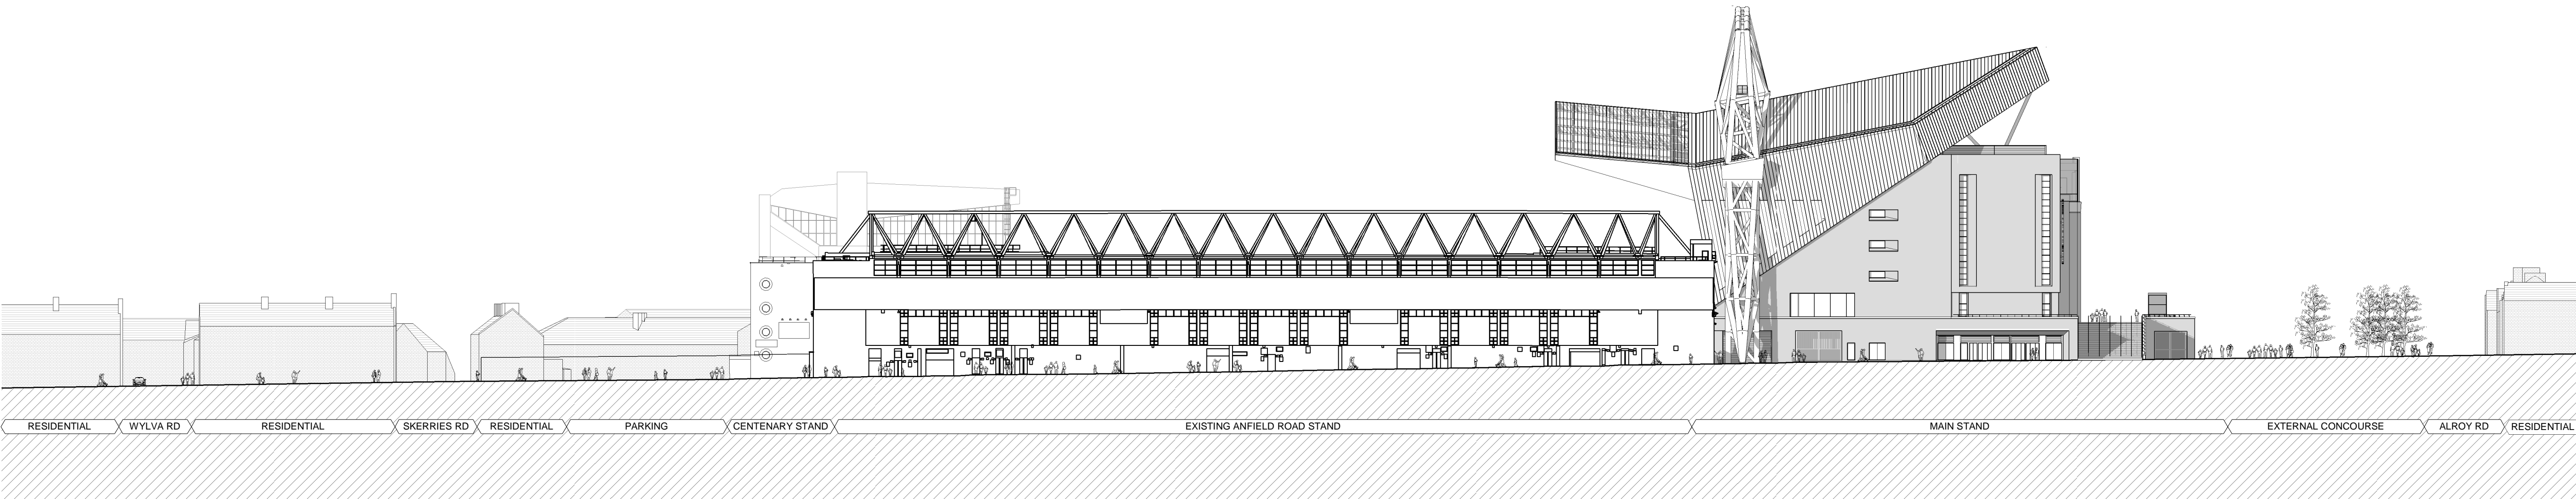 RESIDENTIAL
WYLVA RD
RESIDENTIAL
SKERRIES RD
RESIDENTIAL
PARKING
CENTENARY STAND
EXISTING ANFIELD ROAD STAND
MAIN STAND
EXTERNAL CONCOURSE
ALROY RD
RESIDENTIAL